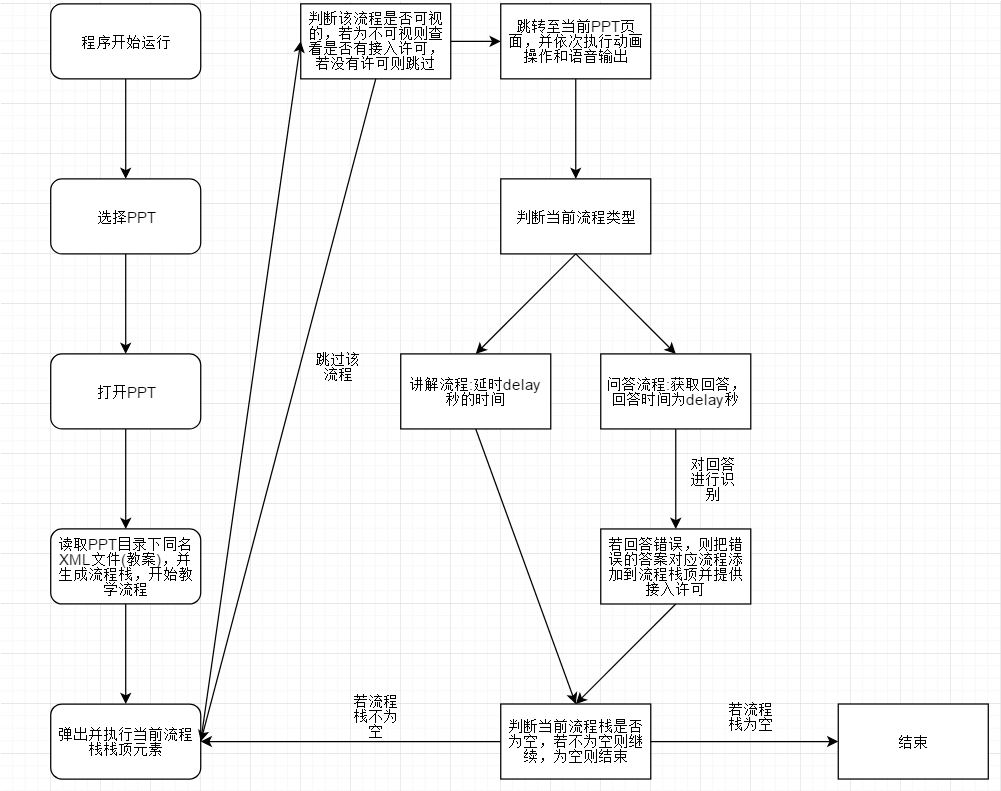 程序开始运行
选择PPT
打开PPT
读取PPT目录下同名
XML文件(教案)，并
生成流程栈，开始教
学流程
弹出并执行当前流程
栈栈顶元素
判断该流程是否可视
的，若为不可视则查
看是否有接入许可，
若没有许可则跳过
跳过该
流程
跳转至当前PPT页
面，并依次执行动画
操作和语音输出
判断当前流程类型
讲解流程:延时delay
秒的时间
问答流程:获取回答，
回答时间为delay秒
对回答
进行识
别
若回答错误，则把错
误的答案对应流程添
加到流程栈顶并提供
接入许可
判断当前流程栈是否
为空，若不为空则继
续，为空则结束
若流程
栈不为
空
若流程
栈为空
结束